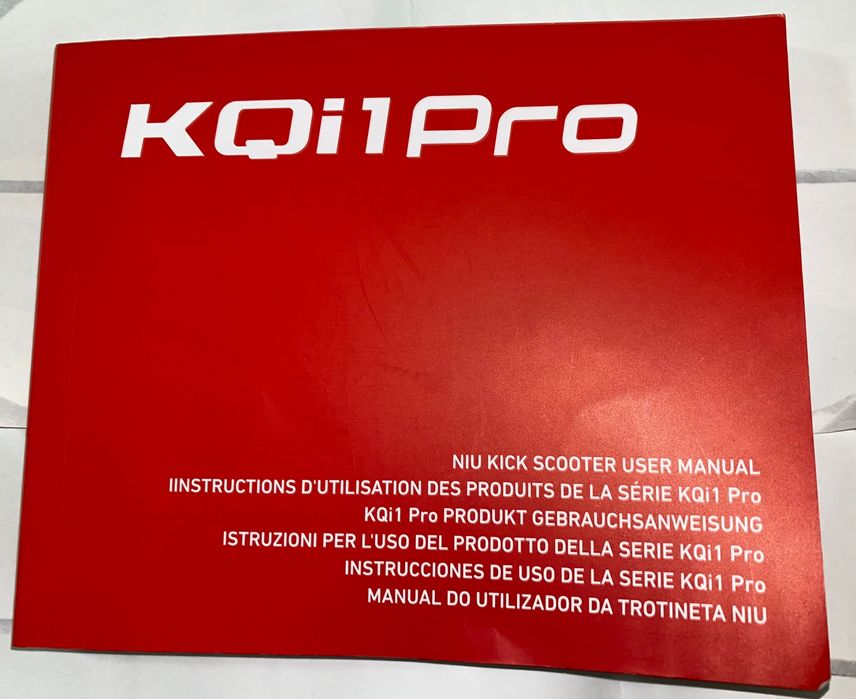 KQi1Pro
NIU KICK SCOOTER USER MANUAL
IINSTRUCTIONS D'UTILISATION DES PRODUITS DE LA SÉRIE KQi1 Pro
KQi1 Pro PRODUKT GEBRAUCHSANWEISUNG
ISTRUZIONI PER L'USO DEL PRODOTTO DELLA SERIE KQi1 Pro
INSTRUCCIONES DE USO DE LA SERIE KQi1 Pro
MANUAL DO UTILIZADOR DA TROTINETA NIU